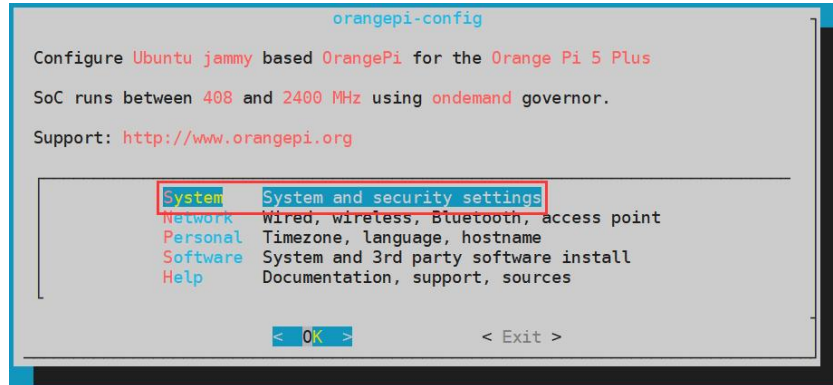 orangepi-config
Configure Ubuntu jammy based OrangePi for the Orange Pi 5 Plus
SoC runs between 408 and 2400 MHz using ondemand governor.
Support: http://www.orangepi.org
System System and security settings
Network Wired, wireless, Bluetooth, access point
Personal Timezone, language, hostname
Software System and 3rd party software install
Help Documentation, support, sources
< OK > < Exit >